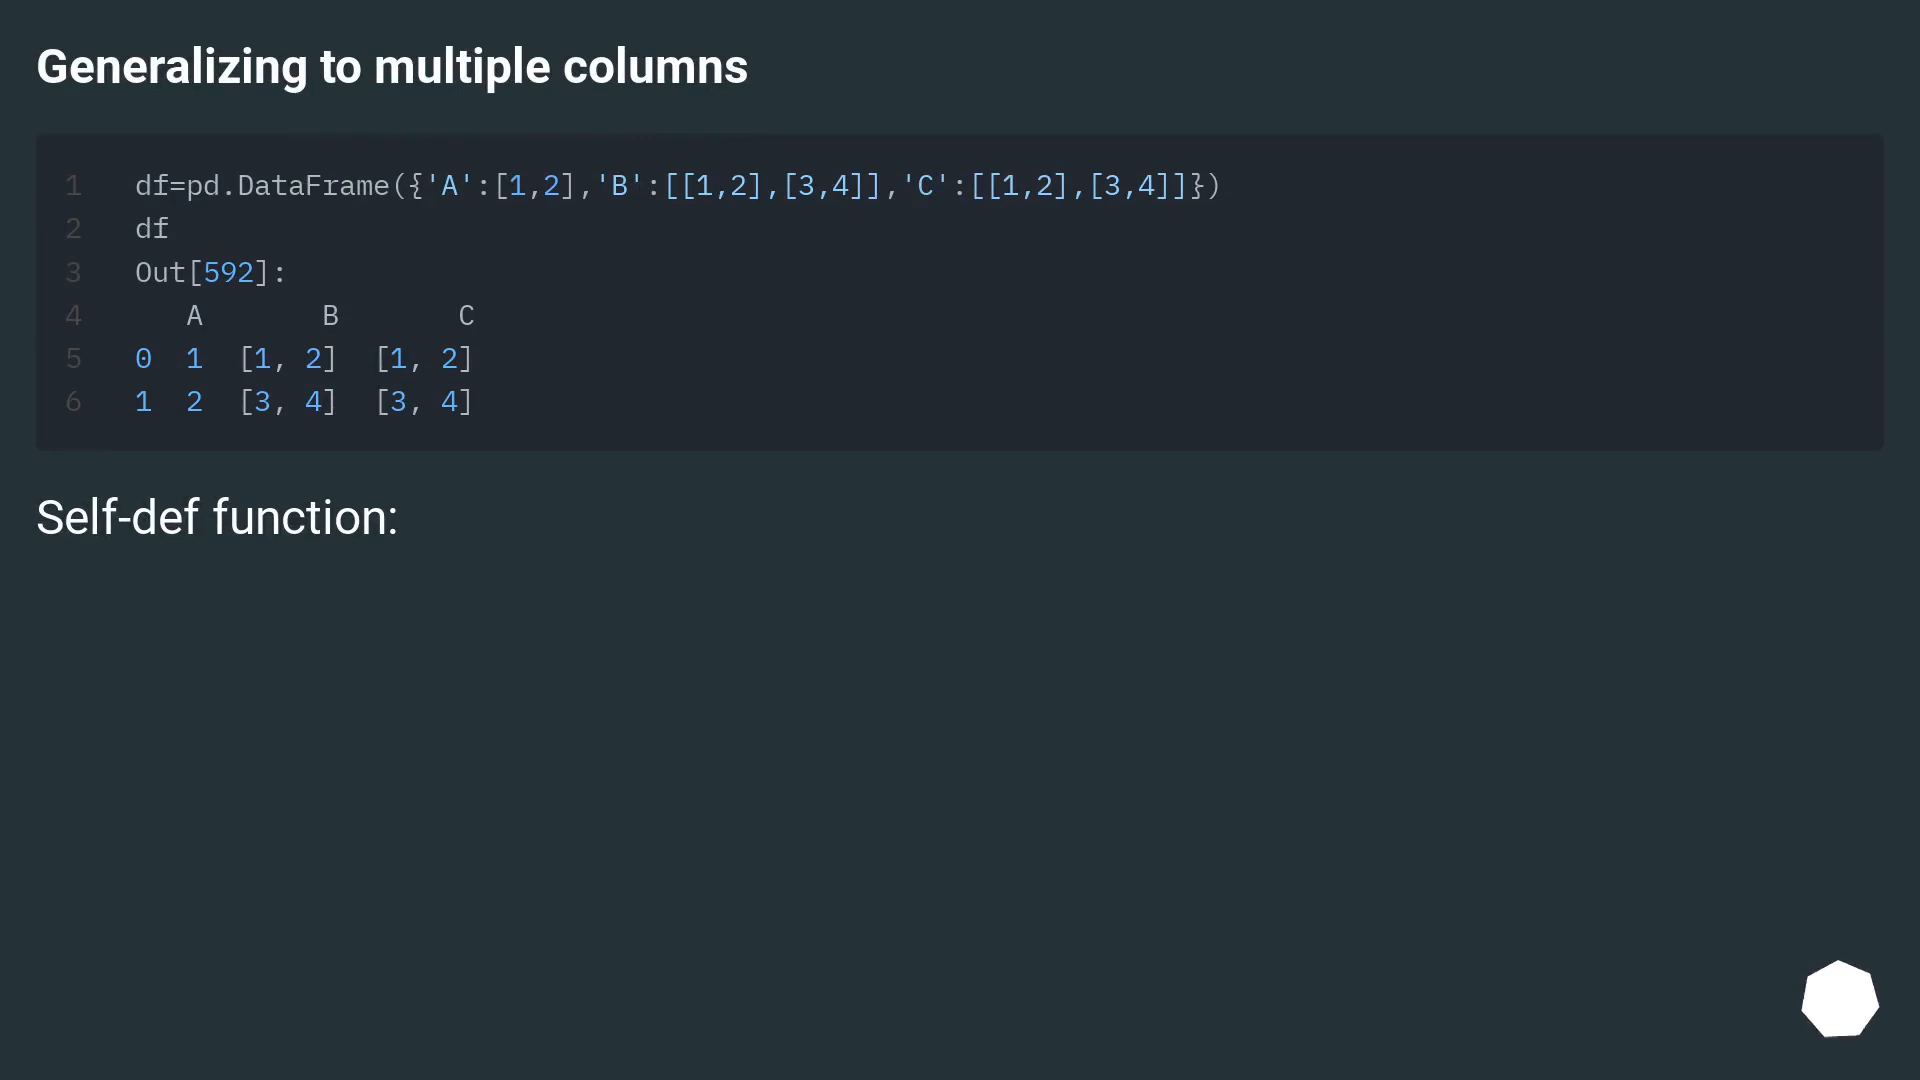 Generalizing to multiple columns
1 df=pd.DataFrame({'A':[1,2],'B':[[1,2],[3,4]],'C':[[1,2],[3,4]]})
2 df
3 Out[592]:
4    A       B       C
5 0  1  [1, 2]  [1, 2]
6 1  2  [3, 4]  [3, 4]
Self-def function: